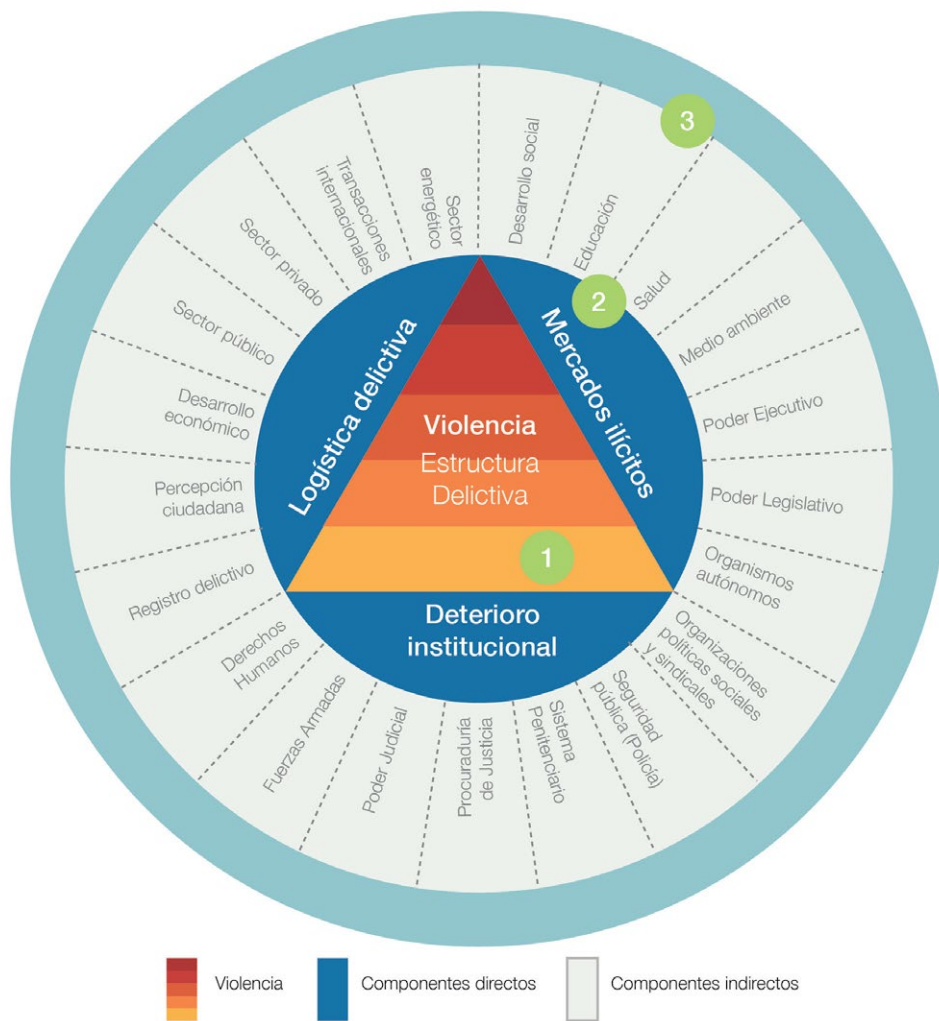 3
Desarrollo social
Educación
2
Salud
Medio ambiente
Poder Ejecutivo
Poder Legislativo
Organismos
autónomos
Organizaciones
políticas sociales
y sindicales
Seguridad
pública (Policía)
Sistema
Penitenciario
Procuraduría
de Justicia
Poder Judicial
Fuerzas Armadas
Derechos
Humanos
Registro delictivo
Percepción
ciudadana
Desarrollo
económico
Sector público
Sector privado
Transacciones
internacionales
Sector
energético
Logística delictiva
Mercados ilícitos
Violencia
Estructura
Delictiva
1
Deterioro
institucional
Violencia
Componentes directos
Componentes indirectos